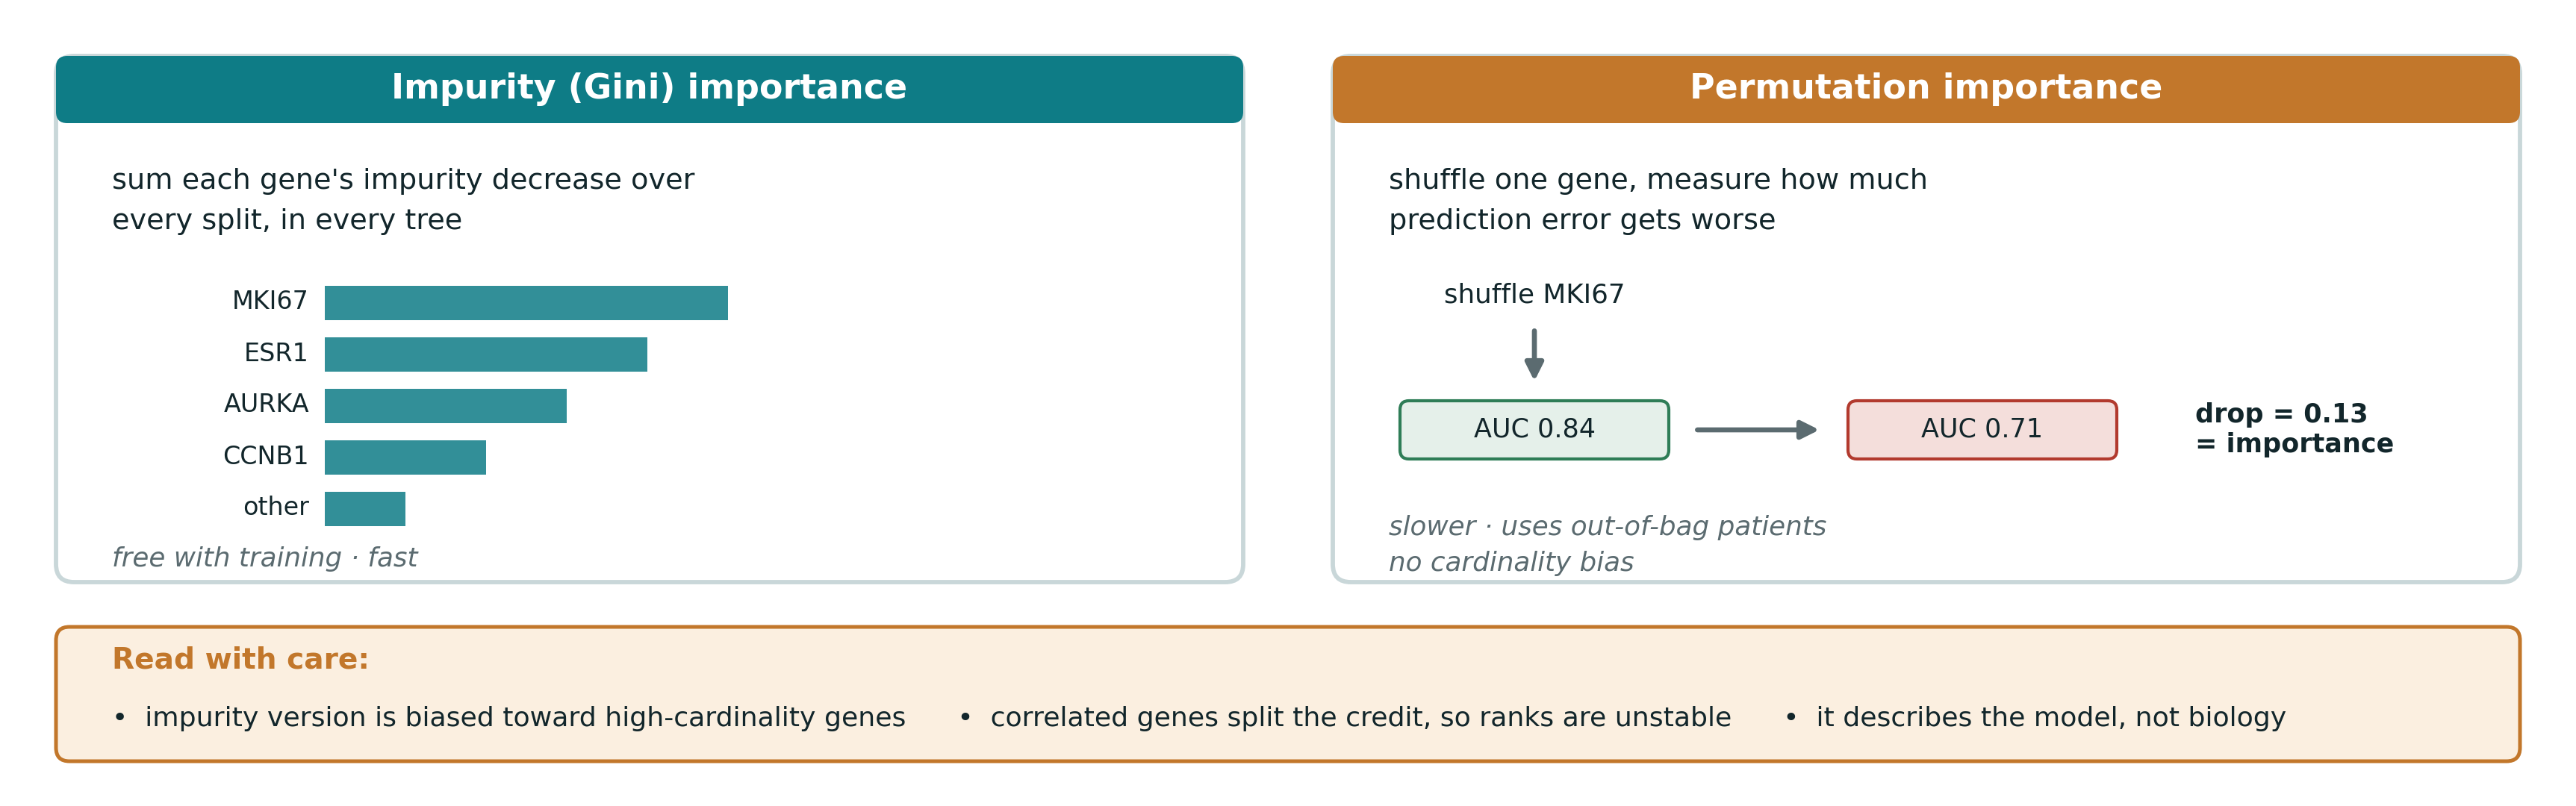 Impurity (Gini) importance
sum each gene's impurity decrease over
every split, in every tree
MKI67
ESR1
AURKA
CCNB1
other
free with training · fast
Permutation importance
shuffle one gene, measure how much
prediction error gets worse
shuffle MKI67
AUC 0.84
AUC 0.71
drop = 0.13
= importance
slower · uses out-of-bag patients
no cardinality bias
Read with care:
• impurity version is biased toward high-cardinality genes
• correlated genes split the credit, so ranks are unstable
• it describes the model, not biology